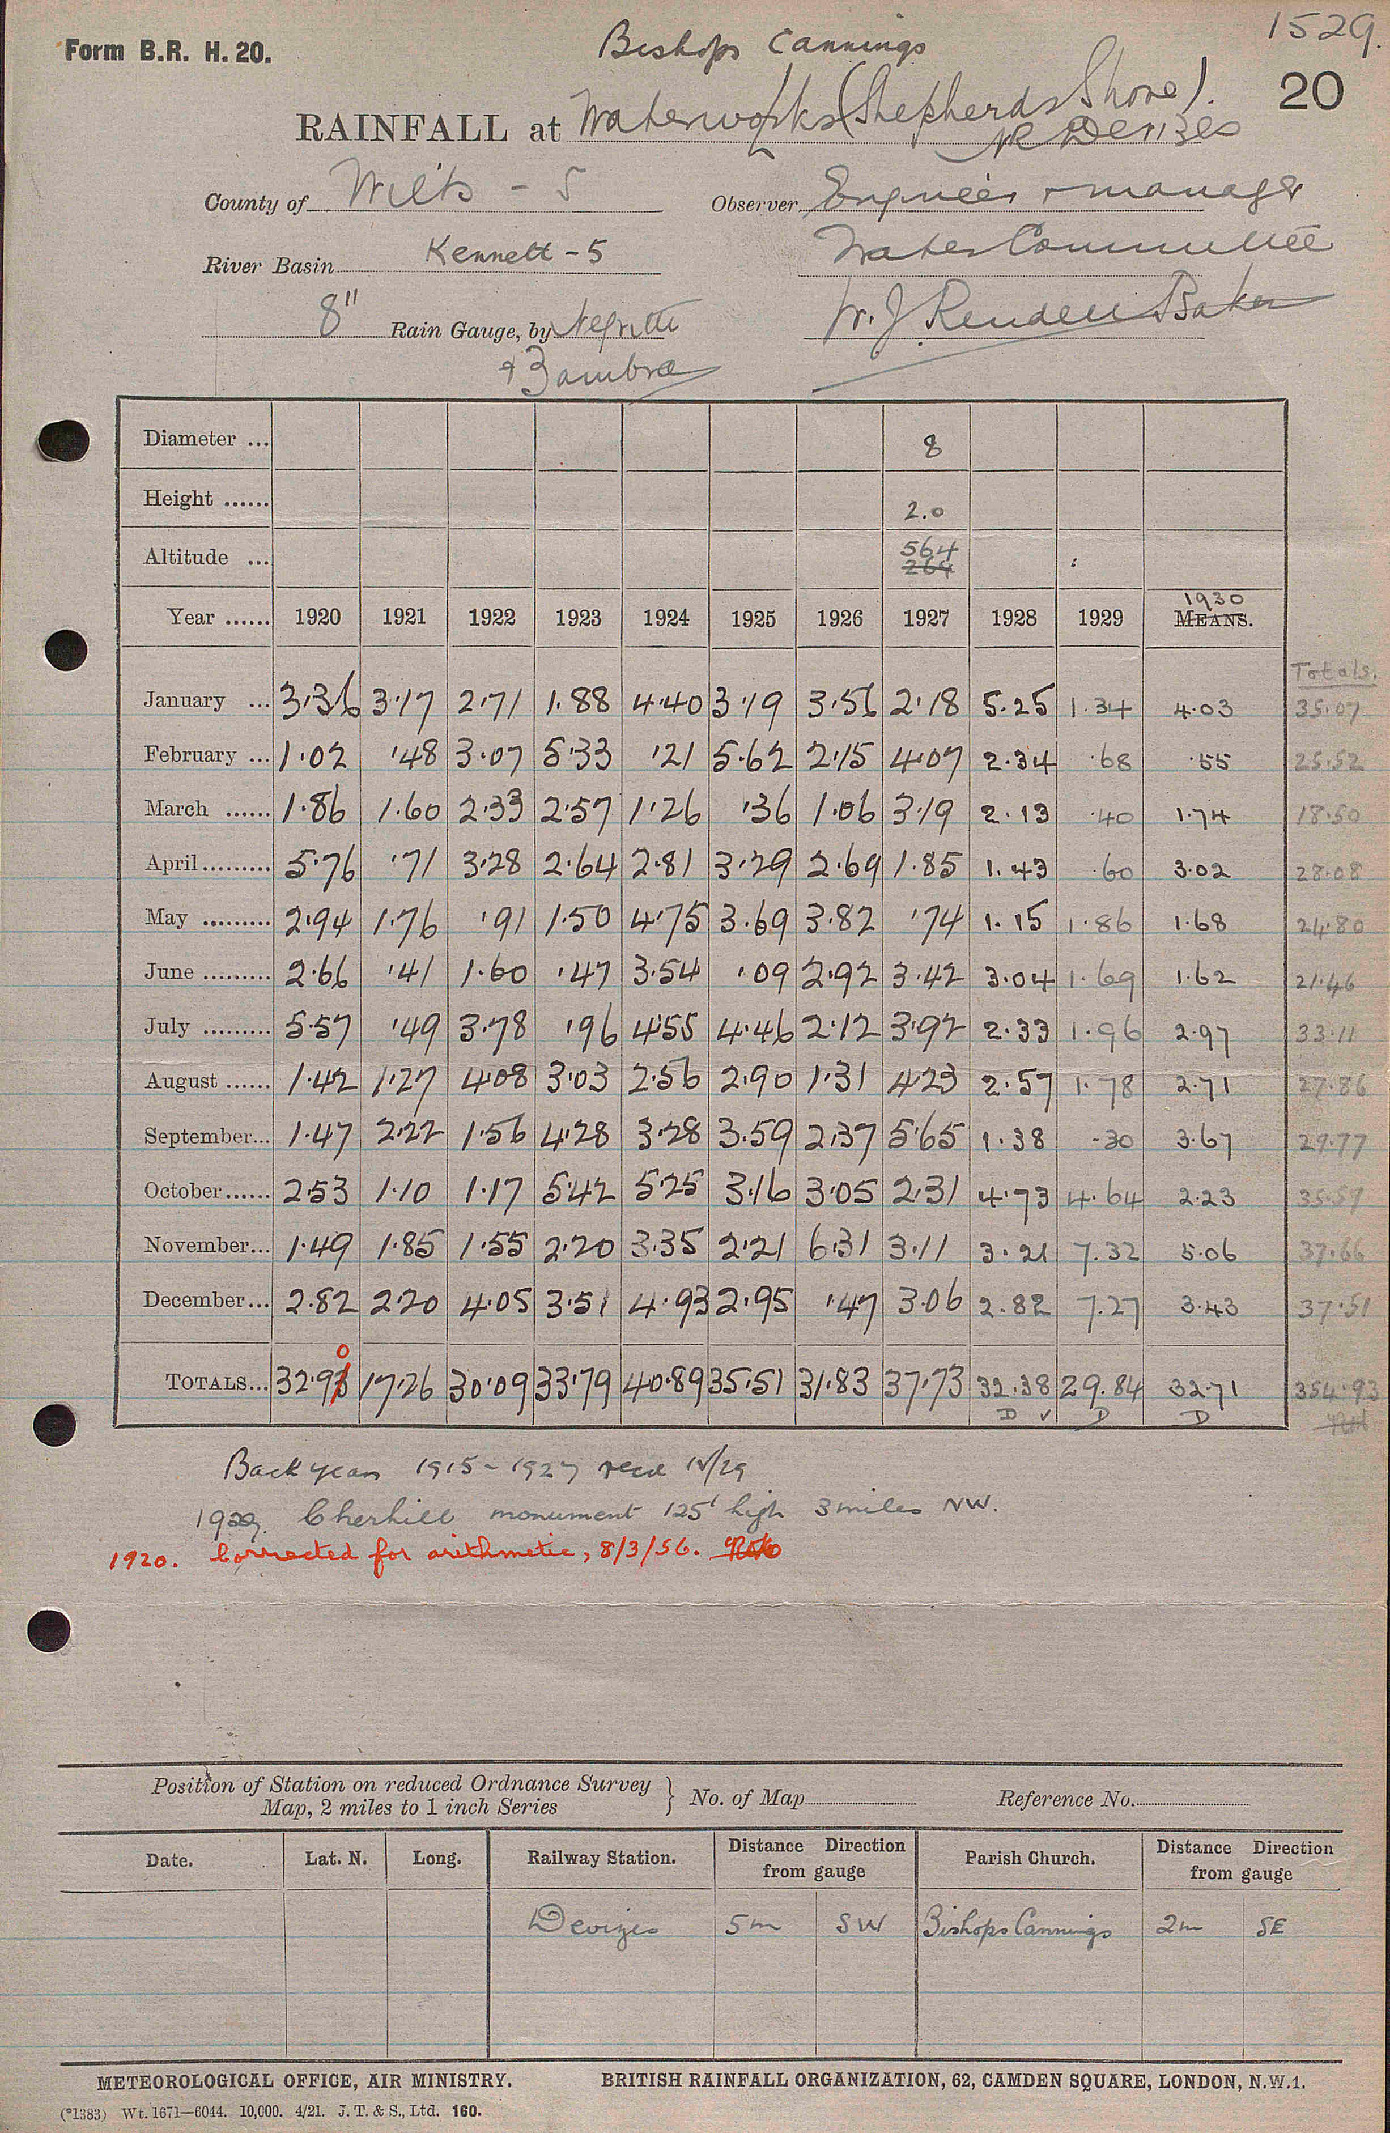 1529.
Form B.R. H. 20.
Bishops Cannings
20
RAINFALL at Waterworks (Shepherds Shore).
Nr Devizes
County of Wilts - 5 Observer Engineer & manager
River Basin Kennett - 5 Water Committee
8" Rain Gauge, by Negretti W. J. Rendell Baker
& Zambra
Diameter ... 8
Height ...... 2.0
Altitude ... 564
264
1930
Year ...... 1920 1921 1922 1923 1924 1925 1926 1927 1928 1929 MEANS.
Totals.
January ... 3.36 3.17 2.71 1.88 4.40 3.19 3.56 2.18 5.25 1.34 4.03 35.07
February ... 1.02 .48 3.07 5.33 .21 5.62 2.15 4.07 2.34 .68 .55 25.52
March ...... 1.86 1.60 2.33 2.57 1.26 .36 1.06 3.19 2.13 .40 1.74 18.50
April ......... 5.76 .71 3.28 2.64 2.81 3.29 2.69 1.85 1.43 .60 3.02 28.08
May ......... 2.94 1.76 .91 1.50 4.75 3.69 3.82 .74 1.15 1.86 1.68 24.80
June ......... 2.66 .41 1.60 .47 3.54 .09 2.92 3.42 3.04 1.69 1.62 21.46
July ......... 5.57 .49 3.78 .96 4.55 4.46 2.12 3.92 2.33 1.96 2.97 33.11
August ...... 1.42 1.27 4.08 3.03 2.56 2.90 1.31 4.23 2.57 1.78 2.71 27.86
September... 1.47 2.22 1.56 4.28 3.28 3.59 2.37 5.65 1.38 .30 3.67 29.77
October...... 2.53 1.10 1.17 5.42 5.25 3.16 3.05 2.31 4.73 4.64 2.23 35.59
November... 1.49 1.85 1.55 2.20 3.35 2.21 6.31 3.11 3.21 7.32 5.06 37.66
December... 2.82 2.20 4.05 3.51 4.93 2.95 .47 3.06 2.82 7.27 3.43 37.51
0
TOTALS... 32.93 17.26 30.09 33.79 40.89 35.51 31.83 37.73 32.38 29.84 32.71 354.93
D ✓ D D
Back years 1915 - 1927 recd IV/29
1929. Cherhill monument 125' high 3 miles NW.
1920. Corrected for arithmetic, 8/3/56.
Position of Station on reduced Ordnance Survey
Map, 2 miles to 1 inch Series } No. of Map Reference No.
Date. Lat. N. Long. Railway Station. Distance Direction from gauge Parish Church. Distance Direction from gauge
Devizes 5m SW Bishops Cannings 2m SE
METEOROLOGICAL OFFICE, AIR MINISTRY. BRITISH RAINFALL ORGANIZATION, 62, CAMDEN SQUARE, LONDON, N.W.1.
(*1383) Wt. 1671—6044. 10,000. 4/21. J. T. & S., Ltd. 160.